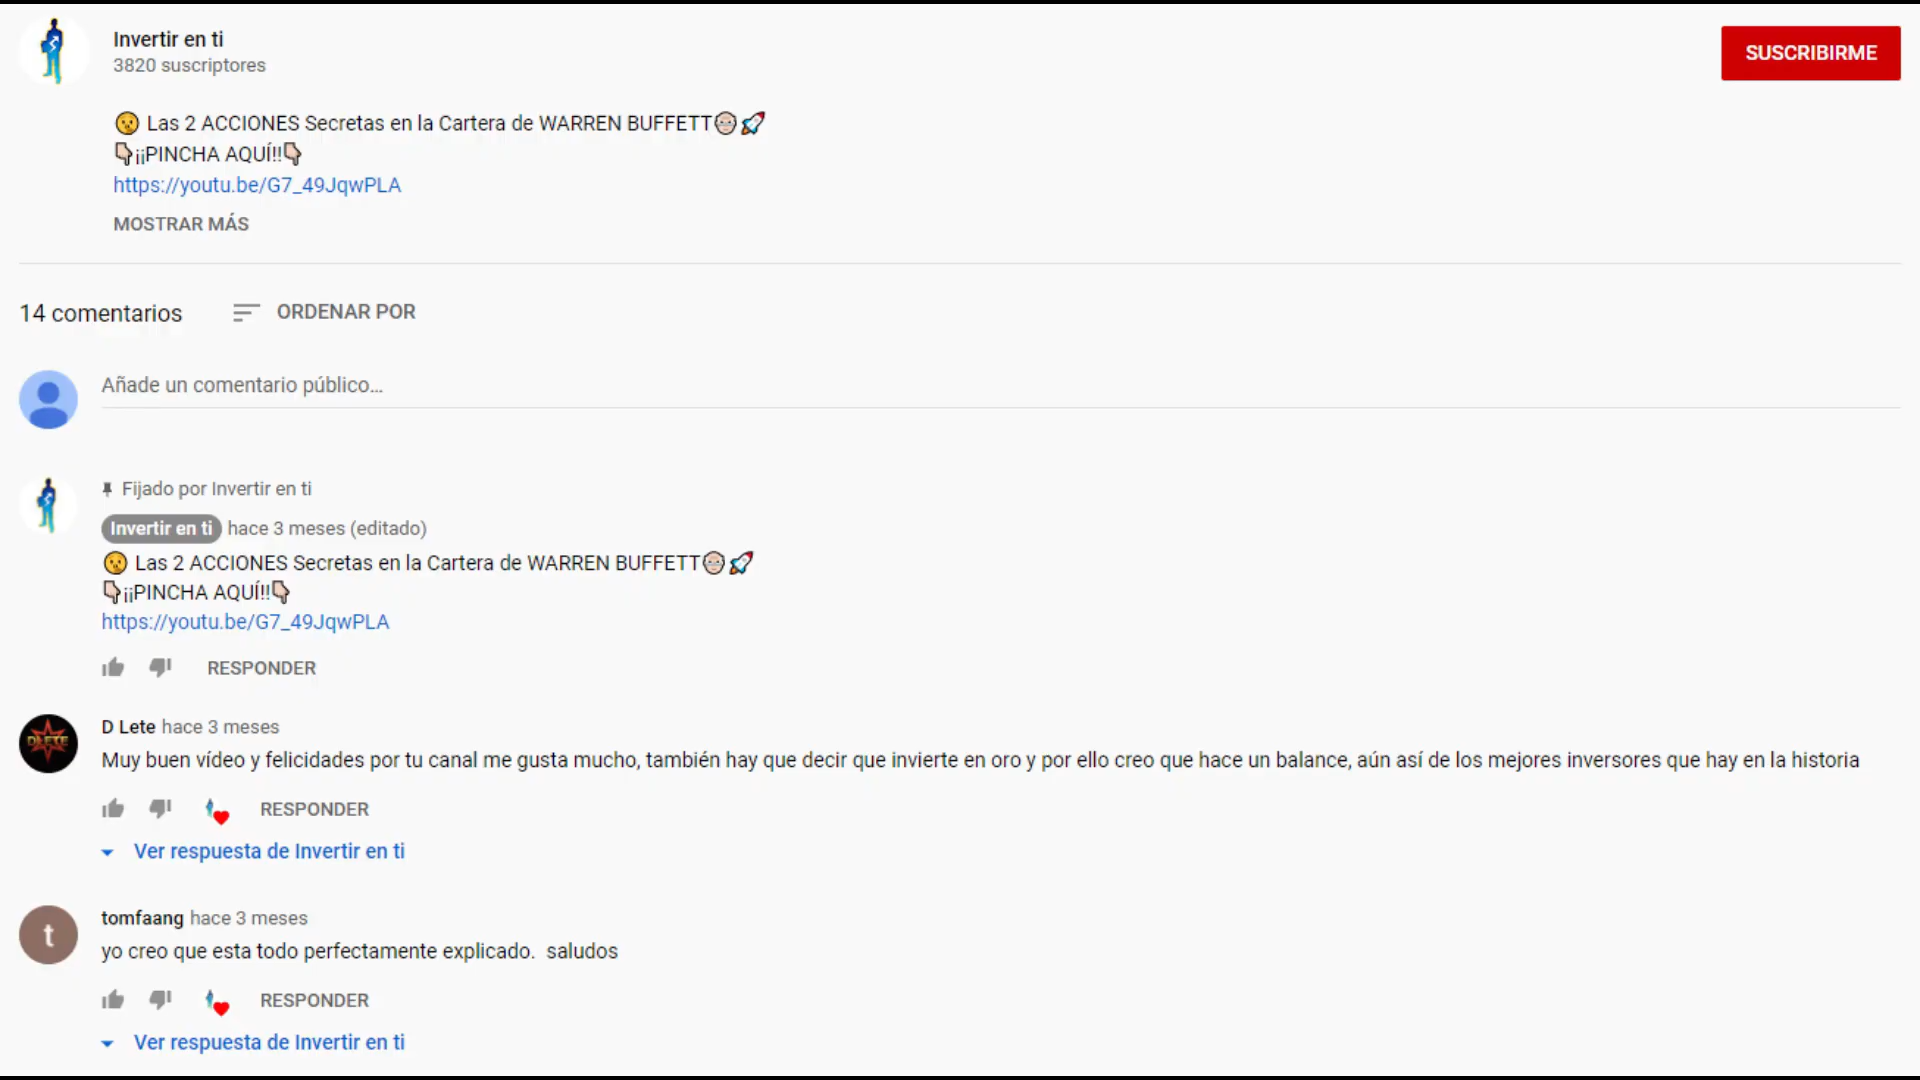 Invertir en ti
3820 suscriptores
SUSCRIBIRME
😗 Las 2 ACCIONES Secretas en la Cartera de WARREN BUFFETT👴🏻🚀
👇🏻¡¡PINCHA AQUÍ!!👇🏻
https://youtu.be/G7_49JqwPLA
MOSTRAR MÁS
14 comentarios
ORDENAR POR
Añade un comentario público...
Fijado por Invertir en ti
Invertir en ti hace 3 meses (editado)
😗 Las 2 ACCIONES Secretas en la Cartera de WARREN BUFFETT👴🏻🚀
👇🏻¡¡PINCHA AQUÍ!!👇🏻
https://youtu.be/G7_49JqwPLA
RESPONDER
DLETE
D Lete hace 3 meses
Muy buen vídeo y felicidades por tu canal me gusta mucho, también hay que decir que invierte en oro y por ello creo que hace un balance, aún así de los mejores inversores que hay en la historia
RESPONDER
Ver respuesta de Invertir en ti
t
tomfaang hace 3 meses
yo creo que esta todo perfectamente explicado.  saludos
RESPONDER
Ver respuesta de Invertir en ti